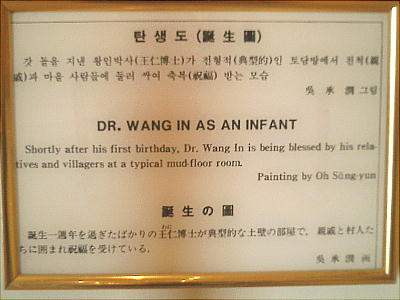 탄생도(誕生圖)
갓 돌을 지낸 왕인박사(王仁博士)가 전형적(典型的)인 토담방에서 친척(親
戚)과 마을 사람들에 둘러 싸여 축복(祝福) 받는 모습
吳 承 潤 그림
DR. WANG IN AS AN INFANT
Shortly after his first birthday, Dr. Wang In is being blessed by his rela-
tives and villagers at a typical mud-floor room.
Painting by Oh Sŭng-yun
誕生の圖
誕生一週年を過ぎたばかりの王仁博士が典型的な土壁の部屋で、親戚と村人た
ちに囲まれ祝福を受けている.
吳 承 潤 画